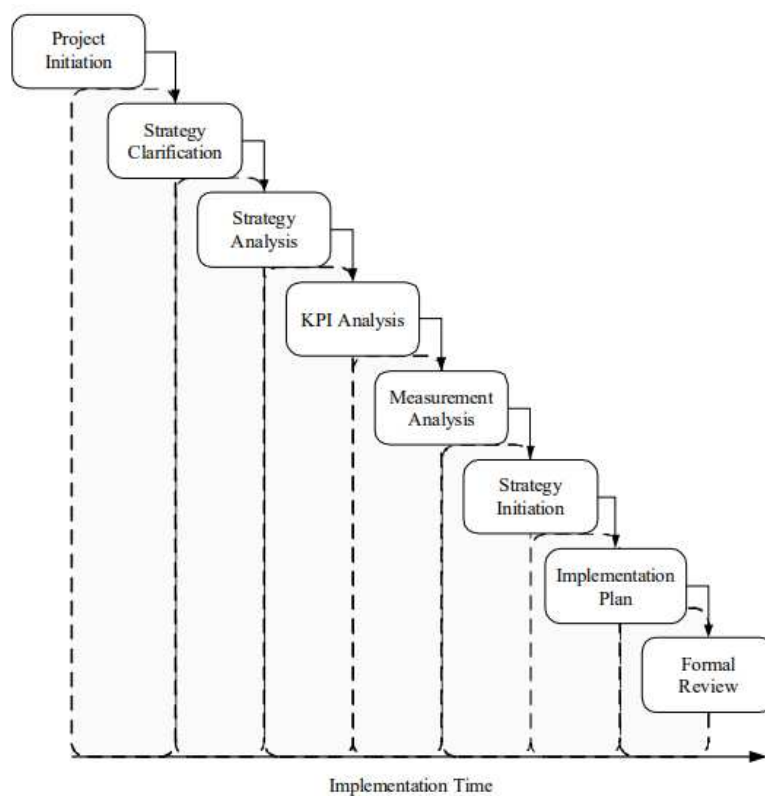 Project
Initiation
Strategy
Clarification
Strategy
Analysis
KPI Analysis
Measurement
Analysis
Strategy
Initiation
Implementation
Plan
Formal
Review
Implementation Time